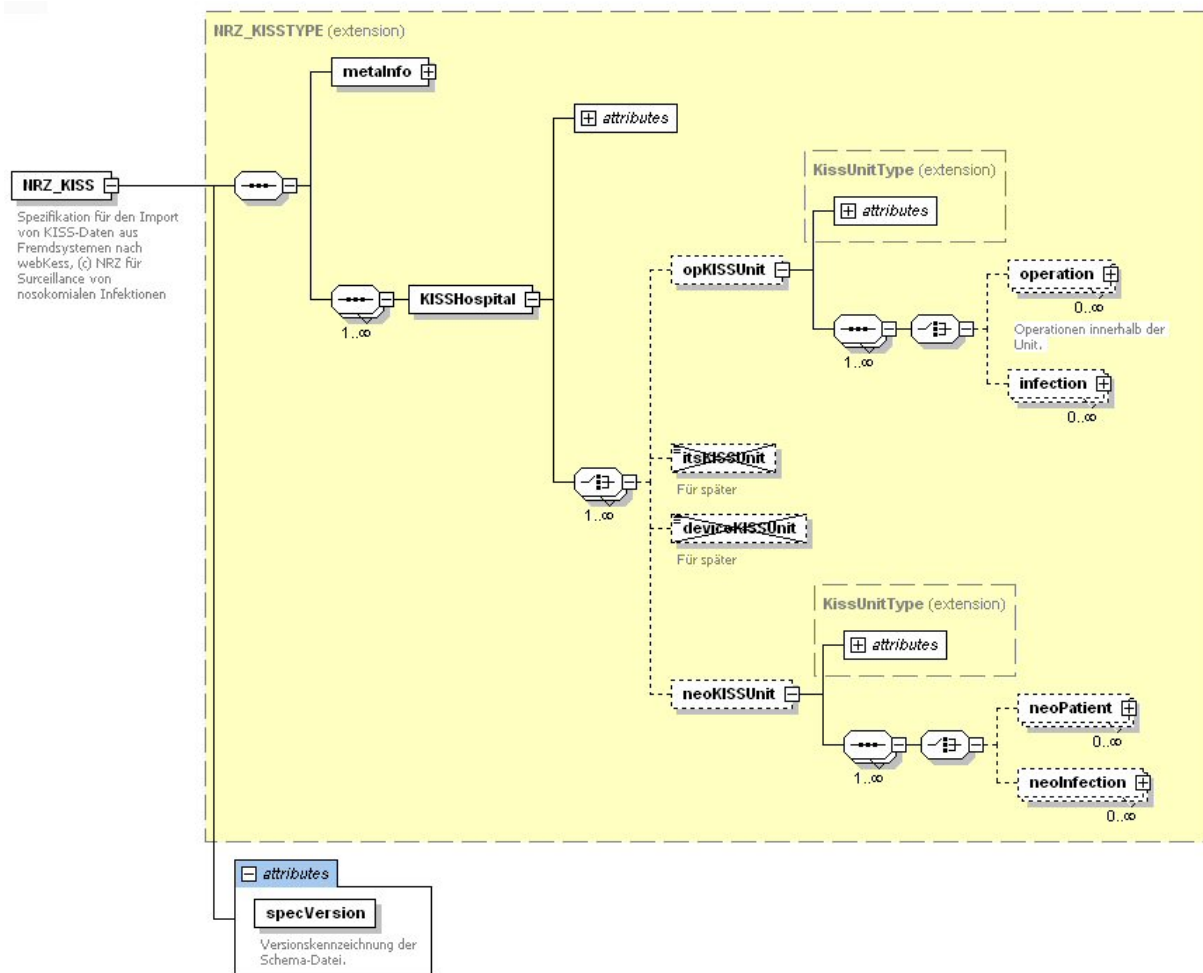 NRZ_KISSTYPE (extension)
metaInfo
attributes
KissUnitType (extension)
attributes
NRZ_KISS
Spezifikation für den Import
von KISS-Daten aus
Fremdsystemen nach
webKess, (c) NRZ für
Surceillance von
nosokomialen Infektionen
opKISSUnit
operation
0..∞
Operationen innerhalb der
Unit.
KISSHospital
1..∞
1..∞
infection
0..∞
itsKISSUnit
Für später
1..∞
deviceKISSUnit
Für später
KissUnitType (extension)
attributes
neoKISSUnit
neoPatient
0..∞
1..∞
neoInfection
0..∞
attributes
specVersion
Versionskennzeichnung der
Schema-Datei.